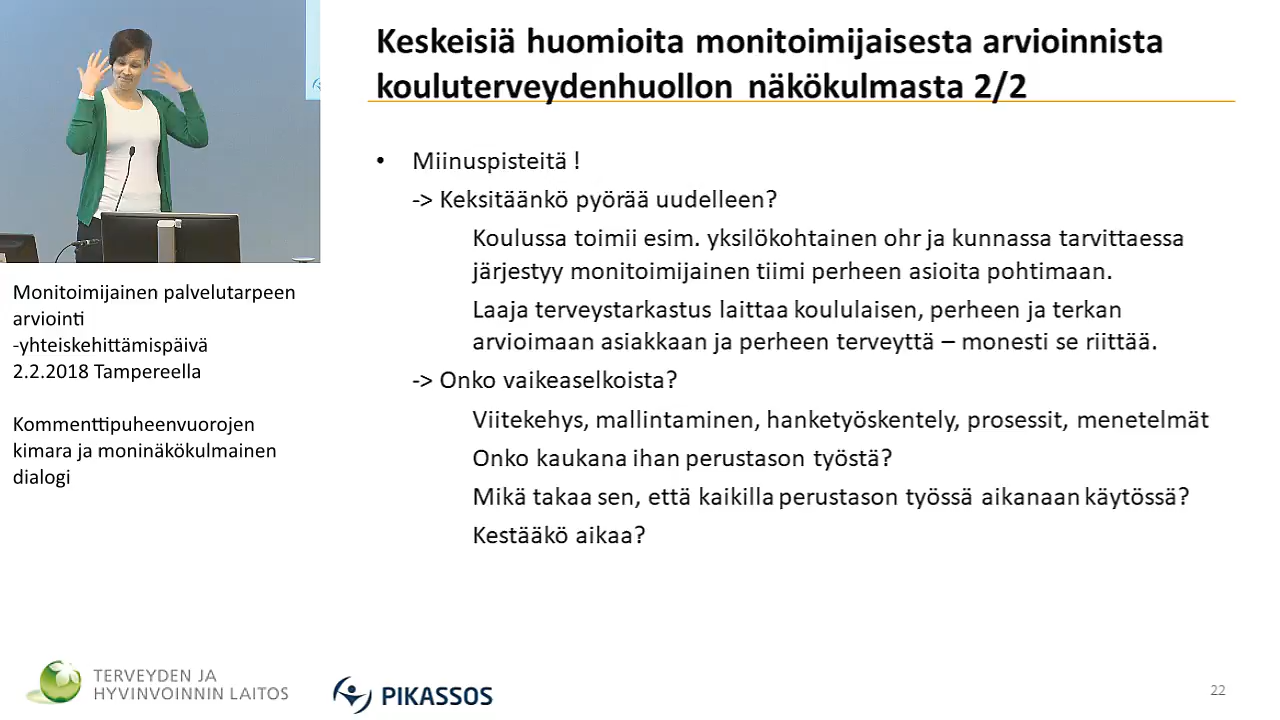 Keskeisiä huomioita monitoimijaisesta arvioinnista
kouluterveydenhuollon näkökulmasta 2/2
• Miinuspisteitä !
-> Keksitäänkö pyörää uudelleen?
Koulussa toimii esim. yksilökohtainen ohr ja kunnassa tarvittaessa
järjestyy monitoimijainen tiimi perheen asioita pohtimaan.
Laaja terveystarkastus laittaa koululaisen, perheen ja terkan
arvioimaan asiakkaan ja perheen terveyttä – monesti se riittää.
-> Onko vaikeaselkoista?
Viitekehys, mallintaminen, hanketyöskentely, prosessit, menetelmät
Onko kaukana ihan perustason työstä?
Mikä takaa sen, että kaikilla perustason työssä aikanaan käytössä?
Kestääkö aikaa?
Monitoimijainen palvelutarpeen
arviointi
-yhteiskehittämispäivä
2.2.2018 Tampereella
Kommenttipuheenvuorojen
kimara ja moninäkökulmainen
dialogi
TERVEYDEN JA
HYVINVOINNIN LAITOS
PIKASSOS
22